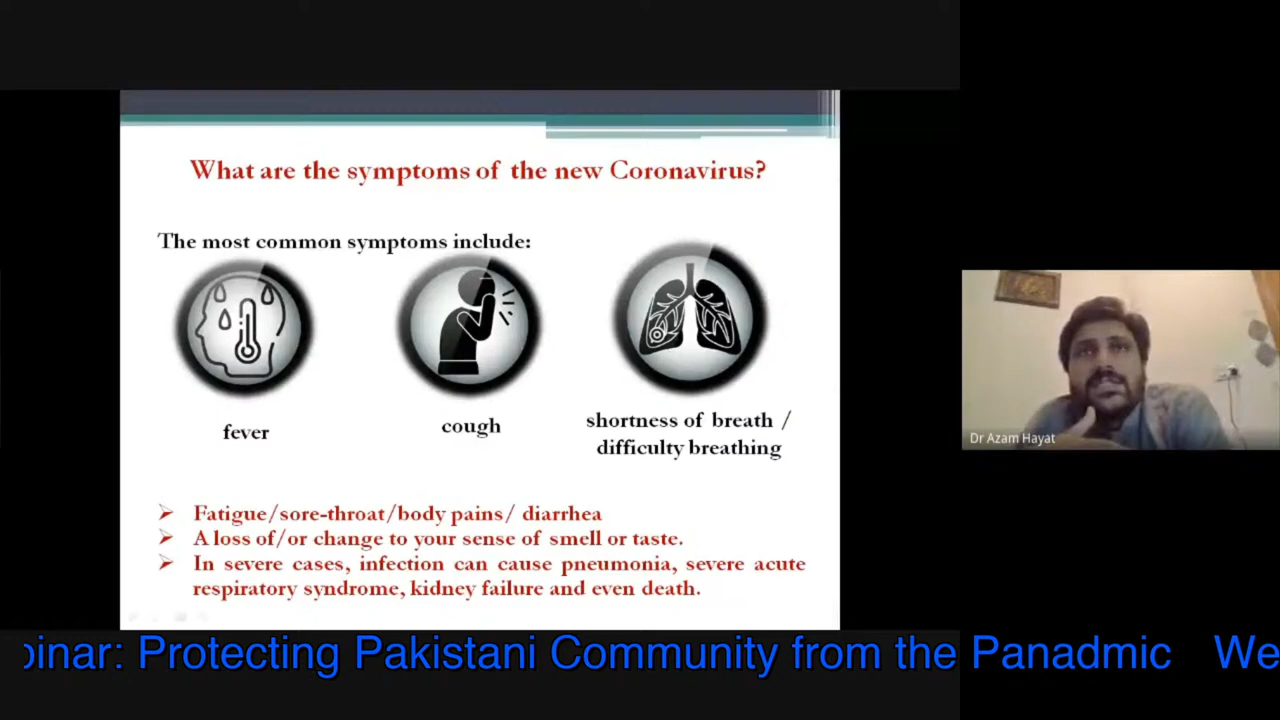 What are the symptoms of the new Coronavirus?
The most common symptoms include:
fever
cough
shortness of breath /
difficulty breathing
Fatigue/sore-throat/body pains/ diarrhea
A loss of/or change to your sense of smell or taste.
In severe cases, infection can cause pneumonia, severe acute
respiratory syndrome, kidney failure and even death.
Dr Azam Hayat
binar: Protecting Pakistani Community from the Panadmic We